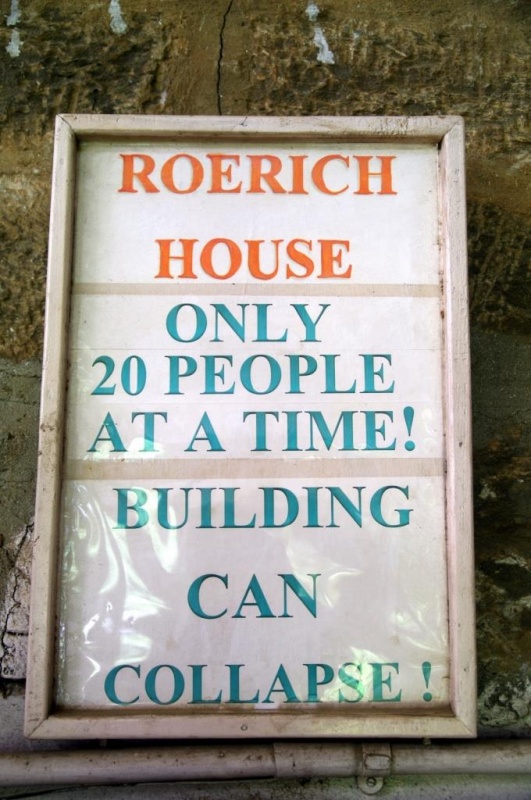 ROERICH
HOUSE
ONLY
20 PEOPLE
AT A TIME!
BUILDING
CAN
COLLAPSE !